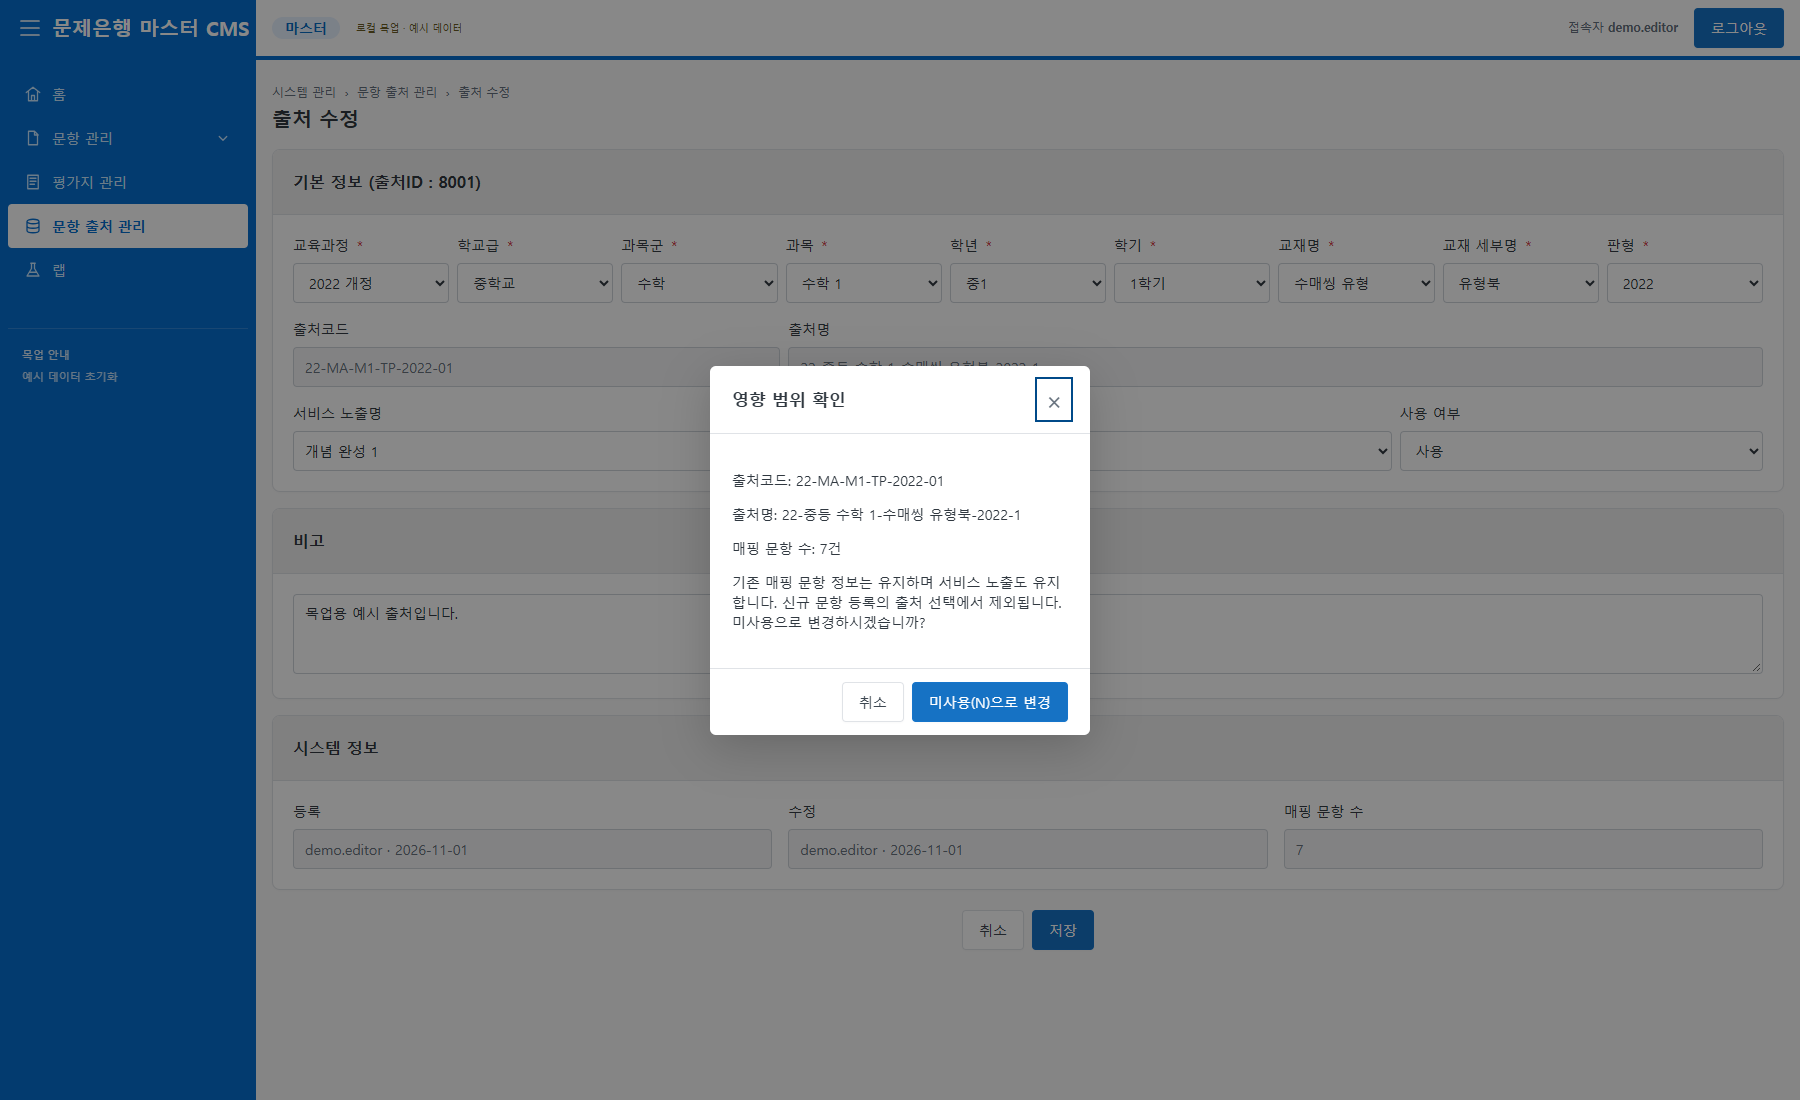 문제은행 마스터 CMS
마스터
로컬 목업 · 예시 데이터
접속자 demo.editor
로그아웃
홈
문항 관리
평가지 관리
문항 출처 관리
랩
목업 안내
예시 데이터 초기화
시스템 관리 › 문항 출처 관리 › 출처 수정
출처 수정
기본 정보 (출처ID : 8001)
교육과정 * 학교급 * 과목군 * 과목 * 학년 * 학기 * 교재명 * 교재 세부명 * 판형 *
2022 개정 중학교 수학 수학 1 중1 1학기 수매씽 유형 유형북 2022
출처코드 출처명
22-MA-M1-TP-2022-01 22-중등 수학 1-수매씽 유형북-2022-1
서비스 노출명 사용 여부
개념 완성 1 사용
비고
목업용 예시 출처입니다.
시스템 정보
등록 수정 매핑 문항 수
demo.editor · 2026-11-01 demo.editor · 2026-11-01 7
취소 저장
영향 범위 확인
×
출처코드: 22-MA-M1-TP-2022-01
출처명: 22-중등 수학 1-수매씽 유형북-2022-1
매핑 문항 수: 7건
기존 매핑 문항 정보는 유지하며 서비스 노출도 유지
합니다. 신규 문항 등록의 출처 선택에서 제외됩니다.
미사용으로 변경하시겠습니까?
취소 미사용(N)으로 변경